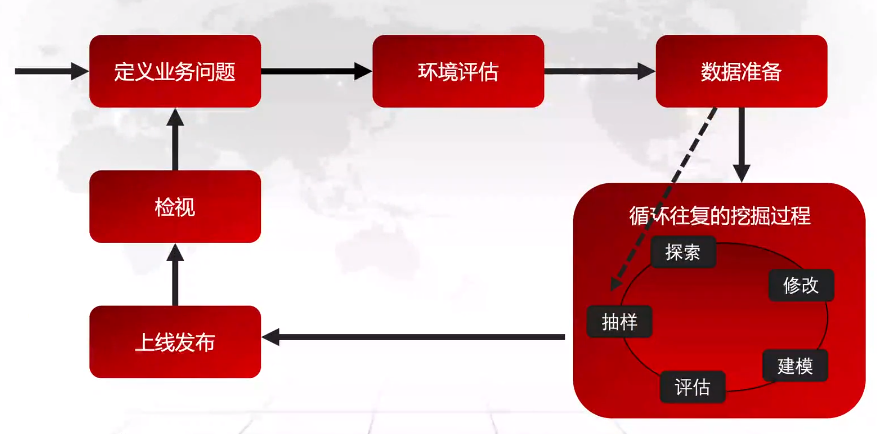 定义业务问题
环境评估
数据准备
检视
循环往复的挖掘过程
探索
修改
抽样
建模
评估
上线发布